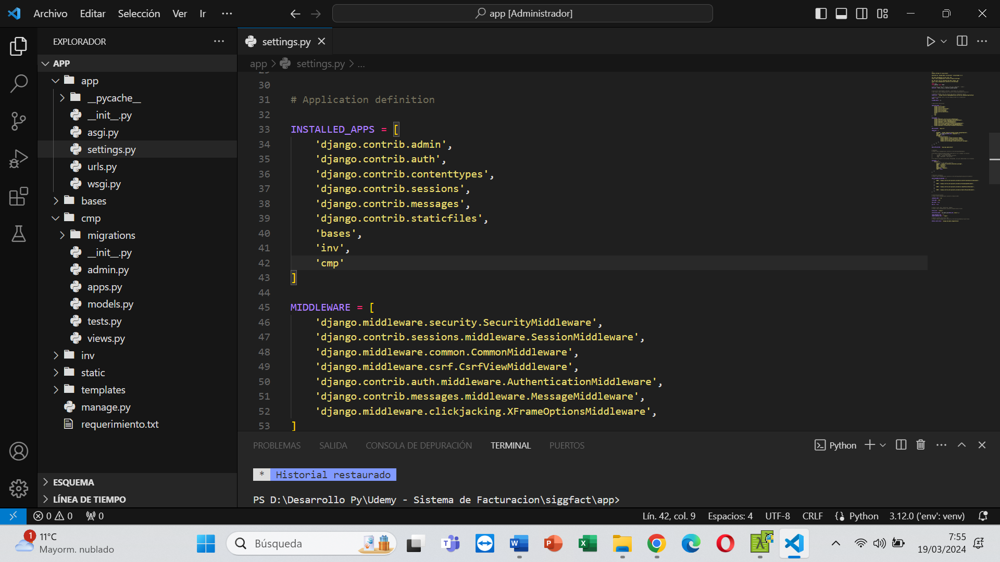 Archivo Editar Selección Ver Ir ··· app [Administrador]
EXPLORADOR ···
settings.py
app > settings.py > ...
APP
app
__pycache__
__init__.py
asgi.py
settings.py
urls.py
wsgi.py
bases
cmp
migrations
__init__.py
admin.py
apps.py
models.py
tests.py
views.py
inv
static
templates
manage.py
requerimiento.txt
ESQUEMA
LÍNEA DE TIEMPO
30
31 # Application definition
32
33 INSTALLED_APPS = [
34 'django.contrib.admin',
35 'django.contrib.auth',
36 'django.contrib.contenttypes',
37 'django.contrib.sessions',
38 'django.contrib.messages',
39 'django.contrib.staticfiles',
40 'bases',
41 'inv',
42 'cmp'
43 ]
44
45 MIDDLEWARE = [
46 'django.middleware.security.SecurityMiddleware',
47 'django.contrib.sessions.middleware.SessionMiddleware',
48 'django.middleware.common.CommonMiddleware',
49 'django.middleware.csrf.CsrfViewMiddleware',
50 'django.contrib.auth.middleware.AuthenticationMiddleware',
51 'django.contrib.messages.middleware.MessageMiddleware',
52 'django.middleware.clickjacking.XFrameOptionsMiddleware',
53 ]
PROBLEMAS SALIDA CONSOLA DE DEPURACIÓN TERMINAL PUERTOS Python
* Historial restaurado
PS D:\Desarrollo Py\Udemy - Sistema de Facturacion\siggfact\app>
0 0 0 Lín. 42, col. 9 Espacios: 4 UTF-8 CRLF Python 3.12.0 ('env': venv)
1 11°C
Mayorm. nublado
Búsqueda
7:55
19/03/2024